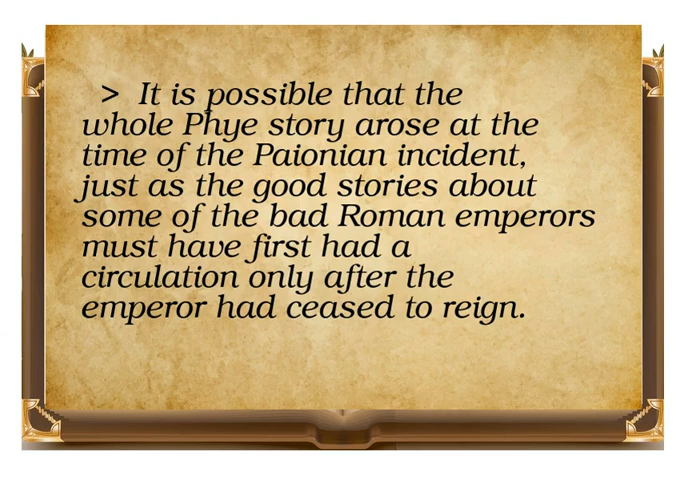 > It is possible that the
whole Phye story arose at the
time of the Paionian incident,
just as the good stories about
some of the bad Roman emperors
must have first had a
circulation only after the
emperor had ceased to reign.